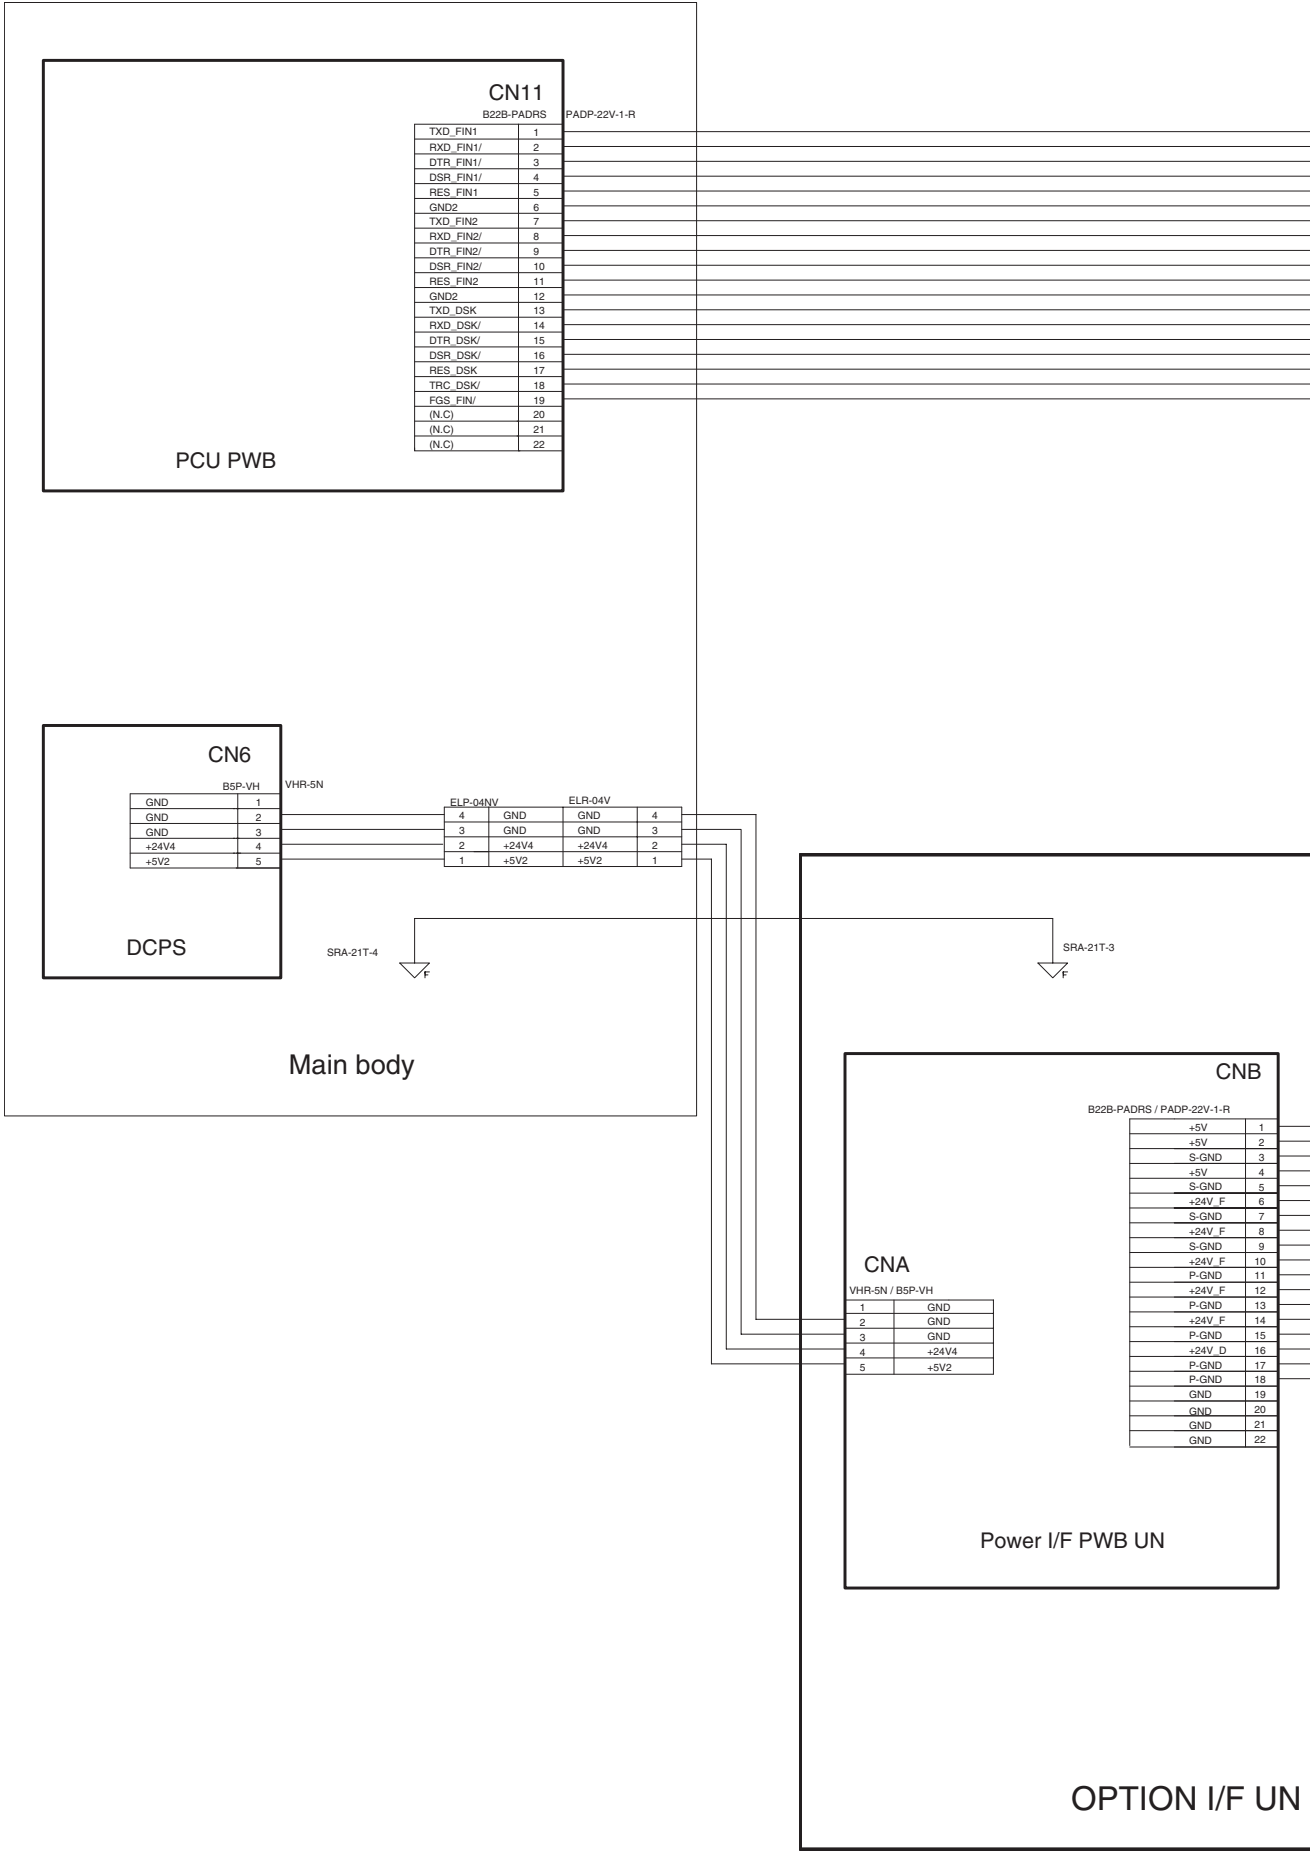 CN11
B22B-PADRS PADP-22V-1-R
TXD_FIN1 1
RXD_FIN1/ 2
DTR_FIN1/ 3
DSR_FIN1/ 4
RES_FIN1 5
GND2 6
TXD_FIN2 7
RXD_FIN2/ 8
DTR_FIN2/ 9
DSR_FIN2/ 10
RES_FIN2 11
GND2 12
TXD_DSK 13
RXD_DSK/ 14
DTR_DSK/ 15
DSR_DSK/ 16
RES_DSK 17
TRC_DSK/ 18
FGS_FIN/ 19
(N.C) 20
(N.C) 21
(N.C) 22
PCU PWB
CN6
B5P-VH VHR-5N
GND 1
GND 2
GND 3
+24V4 4
+5V2 5
DCPS
ELP-04NV ELR-04V
4 GND GND 4
3 GND GND 3
2 +24V4 +24V4 2
1 +5V2 +5V2 1
SRA-21T-4
F
SRA-21T-3
F
Main body
CNB
B22B-PADRS / PADP-22V-1-R
+5V 1
+5V 2
S-GND 3
+5V 4
S-GND 5
+24V_F 6
S-GND 7
+24V_F 8
S-GND 9
+24V_F 10
P-GND 11
+24V_F 12
P-GND 13
+24V_F 14
P-GND 15
+24V_D 16
P-GND 17
P-GND 18
GND 19
GND 20
GND 21
GND 22
CNA
VHR-5N / B5P-VH
1 GND
2 GND
3 GND
4 +24V4
5 +5V2
Power I/F PWB UN
OPTION I/F UN